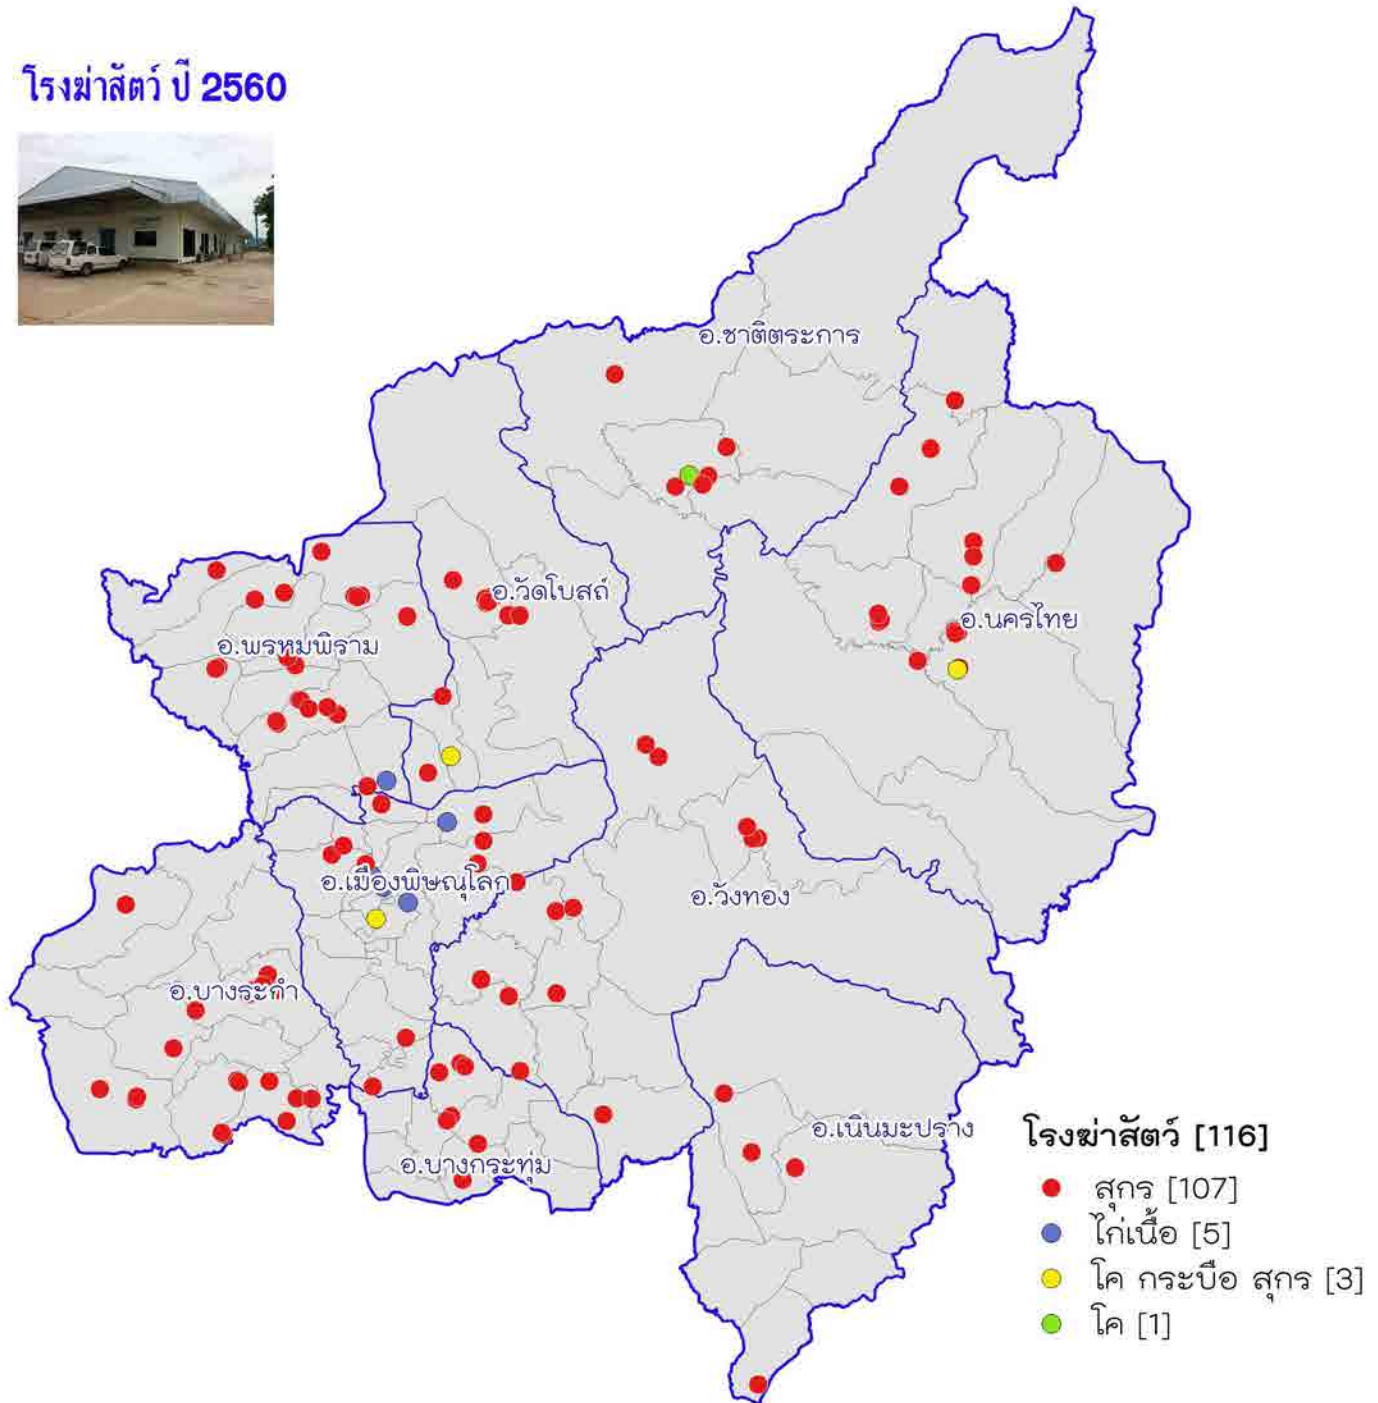 โรงฆ่าสัตว์ ปี 2560
อ.ชาติตระการ
อ.วัดโบสถ์
อ.นครไทย
อ.พรหมพิราม
อ.เมืองพิษณุโลก
อ.วังทอง
อ.บางระกำ
อ.เนินมะปราง
อ.บางกระทุ่ม
โรงฆ่าสัตว์ [116]
สุกร [107]
ไก่เนื้อ [5]
โค กระบือ สุกร [3]
โค [1]